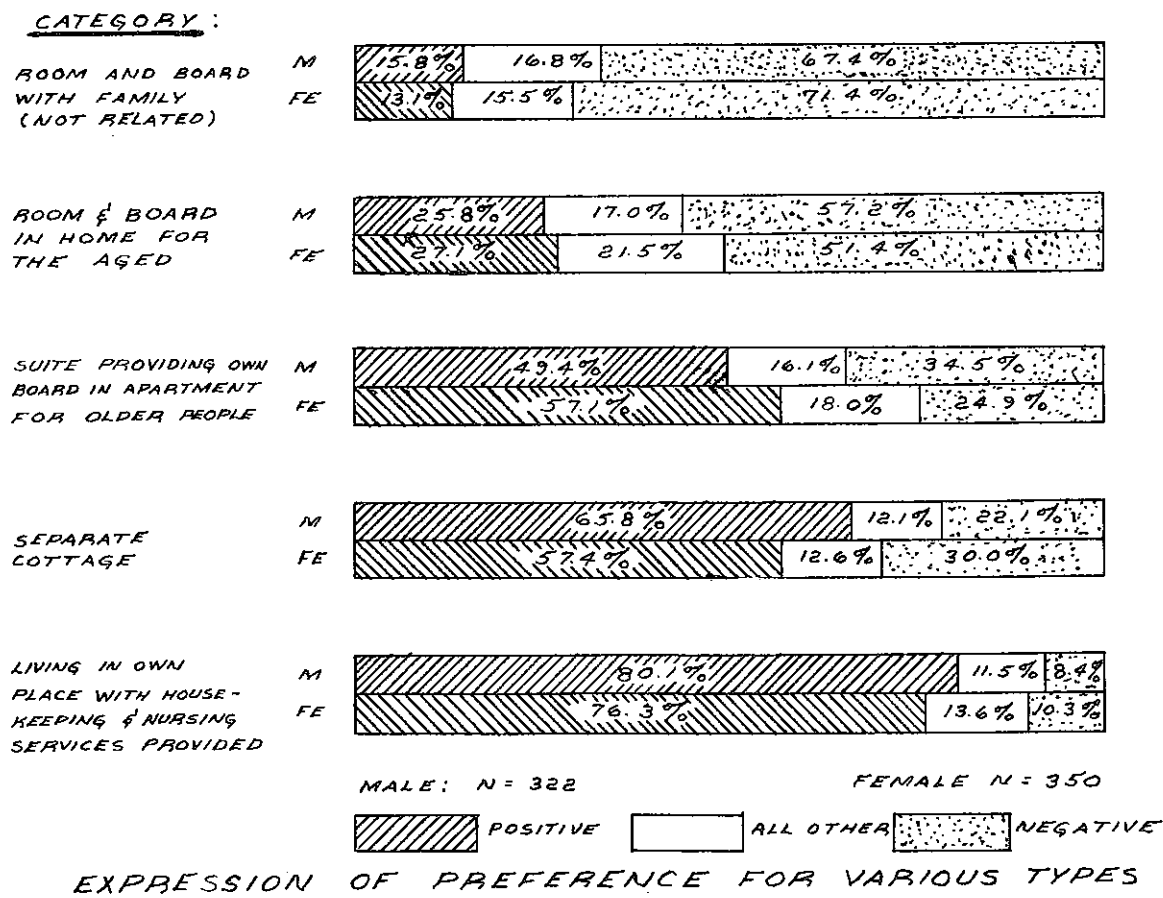 CATEGORY:
ROOM AND BOARD
WITH FAMILY
(NOT RELATED)
M 15.8% 16.8% 67.4%
FE 13.1% 15.5% 71.4%
ROOM & BOARD
IN HOME FOR
THE AGED
M 25.8% 17.0% 57.2%
FE 27.1% 21.5% 51.4%
SUITE PROVIDING OWN
BOARD IN APARTMENT
FOR OLDER PEOPLE
M 49.4% 16.1% 34.5%
FE 57.1% 18.0% 24.9%
SEPARATE
COTTAGE
M 65.8% 12.1% 22.1%
FE 57.4% 12.6% 30.0%
LIVING IN OWN
PLACE WITH HOUSE-
KEEPING & NURSING
SERVICES PROVIDED
M 80.1% 11.5% 8.4%
FE 76.3% 13.6% 10.3%
MALE: N = 322 FEMALE N = 350
POSITIVE ALL OTHER NEGATIVE
EXPRESSION OF PREFERENCE FOR VARIOUS TYPES